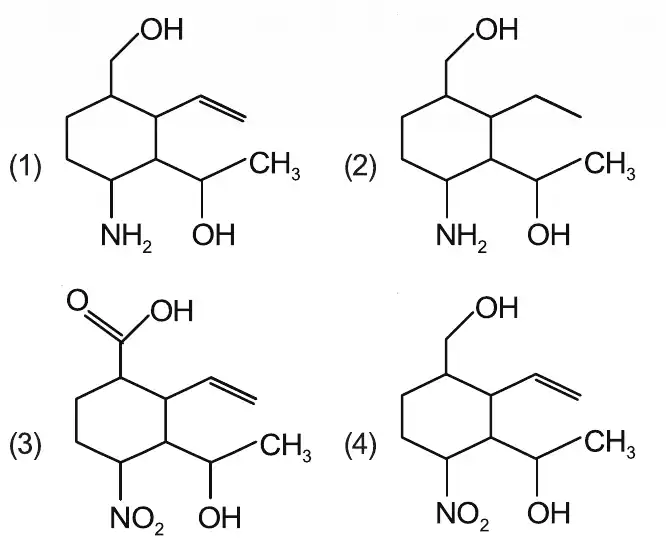 OH
OH
(1)
CH₃
(2)
CH₃
NH₂
OH
NH₂
OH
O
OH
OH
(3)
CH₃
(4)
CH₃
NO₂
OH
NO₂
OH